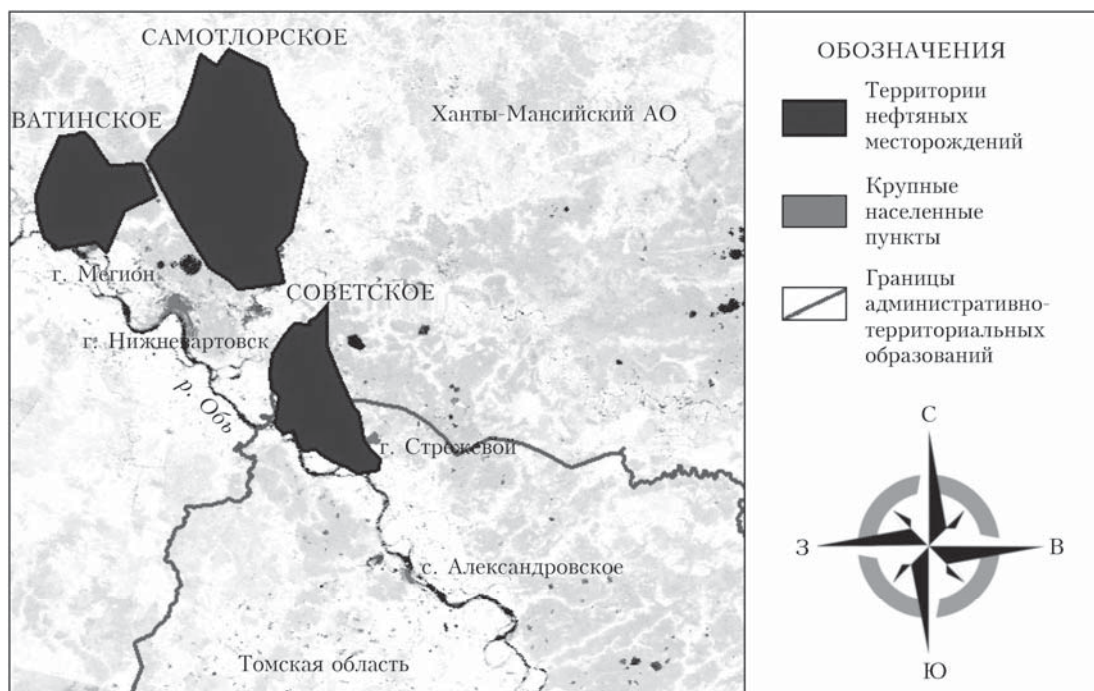 САМОТЛОРСКОЕ
ВАТИНСКОЕ
Ханты-Мансийский АО
г. Мегион
СОВЕТСКОЕ
г. Нижневартовск
р. Обь
г. Стрежевой
с. Александровское
Томская область
ОБОЗНАЧЕНИЯ
Территории
нефтяных
месторождений
Крупные
населенные
пункты
Границы
административно-
территориальных
образований
С
З
В
Ю